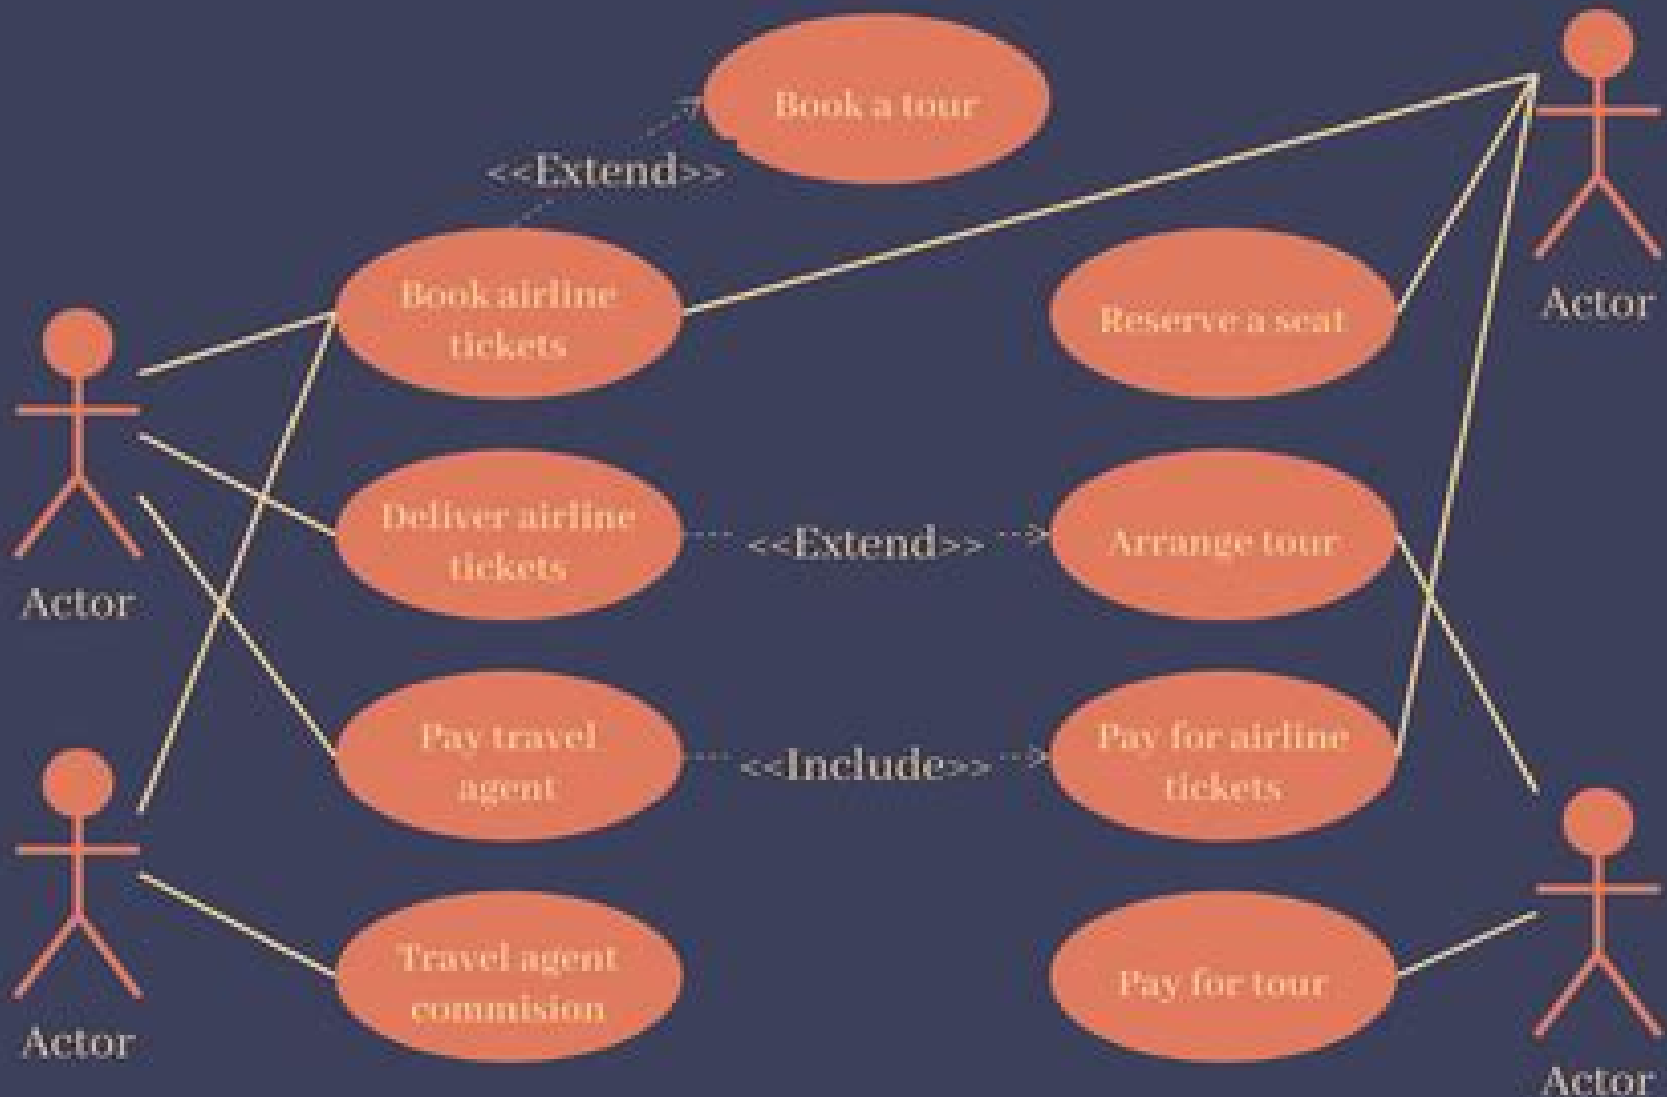 Book a tour
<<Extend>>
Book airline
tickets
Reserve a seat
Actor
Deliver airline
tickets
<<Extend>>
Arrange tour
Actor
Pay travel
agent
<<Include>>
Pay for airline
tickets
Travel agent
commision
Pay for tour
Actor
Actor